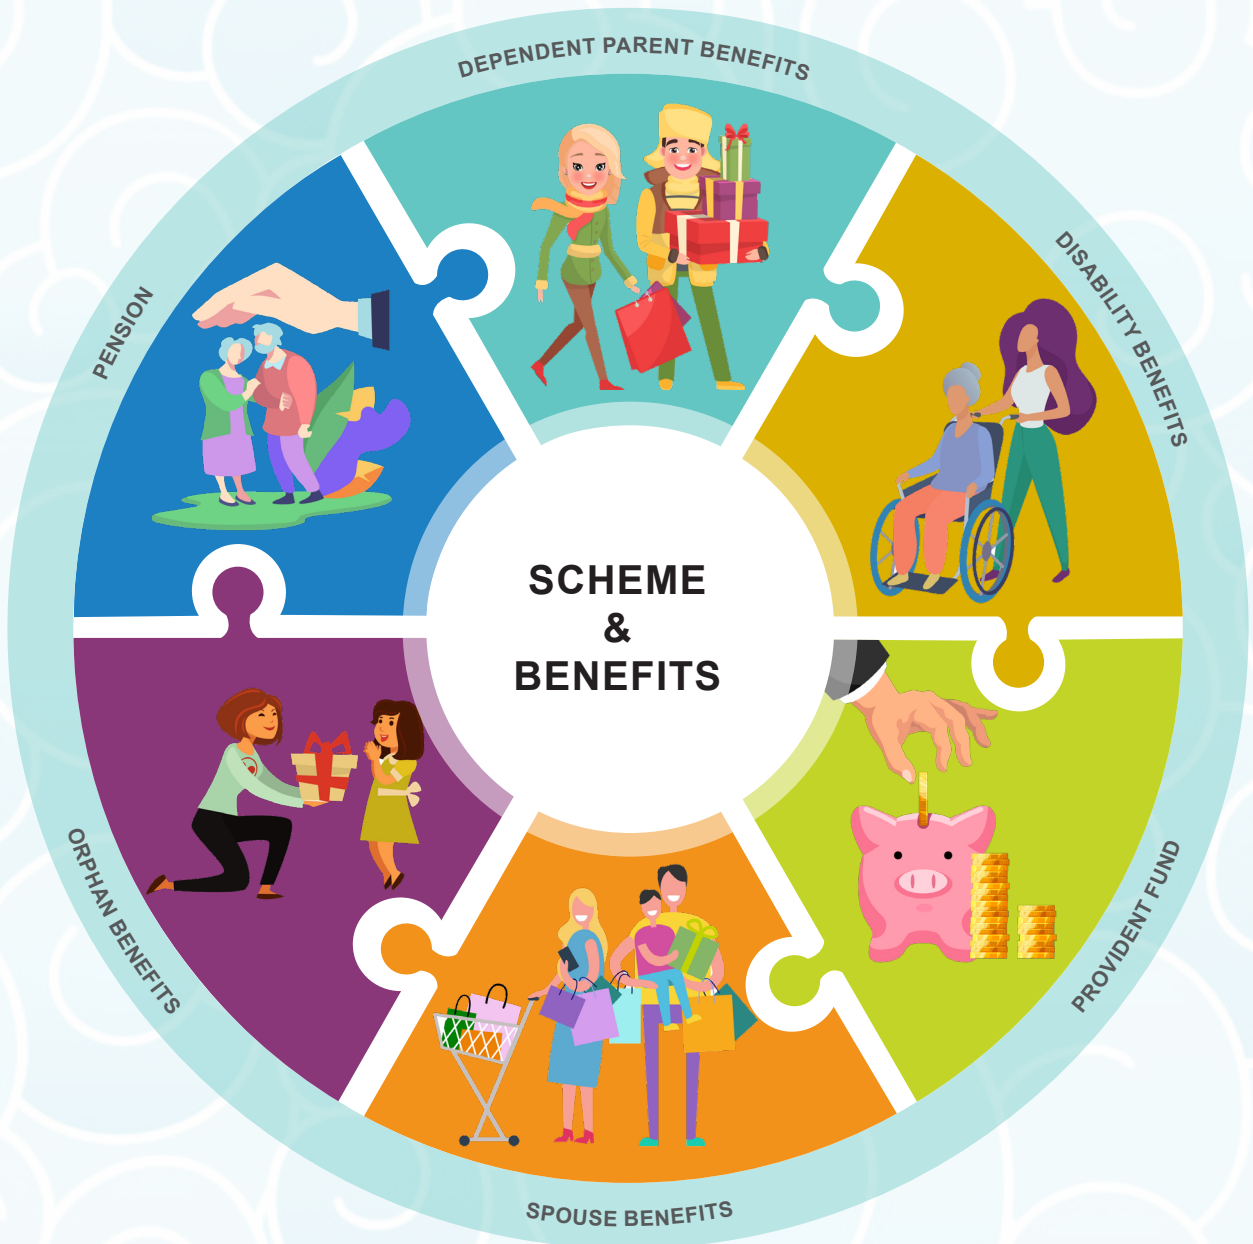 DEPENDENT PARENT BENEFITS
DISABILITY BENEFITS
PENSION
SCHEME
&
BENEFITS
ORPHAN BENEFITS
PROVIDENT FUND
SPOUSE BENEFITS